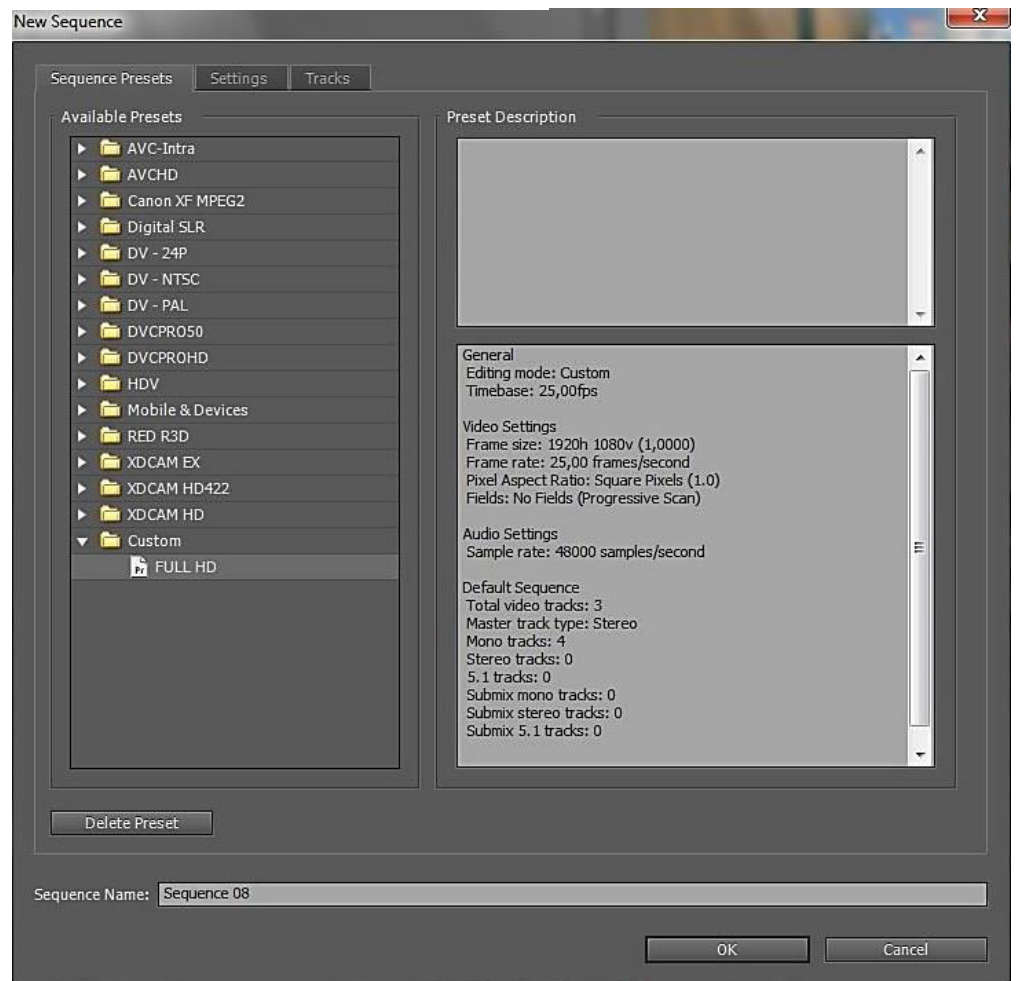 New Sequence
X
Sequence Presets
Settings
Tracks
Available Presets
AVC-Intra
AVCHD
Canon XF MPEG2
Digital SLR
DV - 24P
DV - NTSC
DV - PAL
DVCPRO50
DVCPROHD
HDV
Mobile & Devices
RED R3D
XDCAM EX
XDCAM HD422
XDCAM HD
Custom
Pr FULL HD
Preset Description
General
Editing mode: Custom
Timebase: 25,00fps
Video Settings
Frame size: 1920h 1080v (1,0000)
Frame rate: 25,00 frames/second
Pixel Aspect Ratio: Square Pixels (1.0)
Fields: No Fields (Progressive Scan)
Audio Settings
Sample rate: 48000 samples/second
Default Sequence
Total video tracks: 3
Master track type: Stereo
Mono tracks: 4
Stereo tracks: 0
5.1 tracks: 0
Submix mono tracks: 0
Submix stereo tracks: 0
Submix 5.1 tracks: 0
Delete Preset
Sequence Name: Sequence 08
OK
Cancel